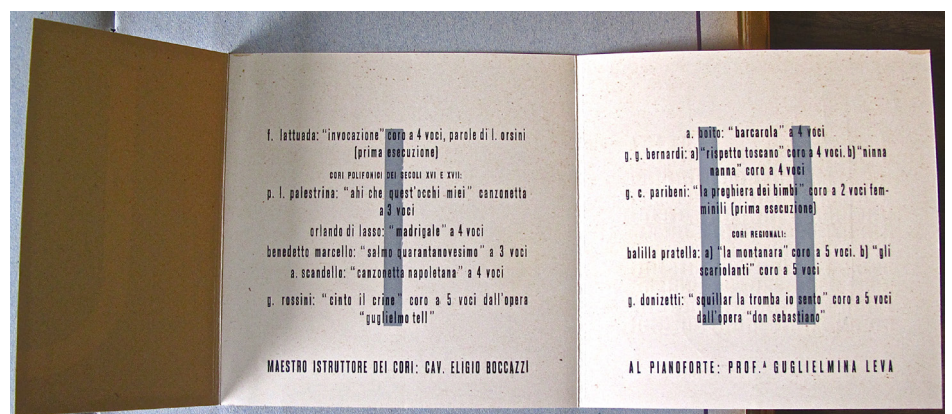 f. lattuada: "invocazione" coro a 4 voci, parole di l. orsini
(prima esecuzione)
CORI POLIFONICI DEI SECOLI XVI E XVII:
p. l. palestrina: "ahi che quest'occhi miei" canzonetta
a 3 voci
orlando di lasso: "madrigale" a 4 voci
benedetto marcello: "salmo quarantanovesimo" a 3 voci
a. scandello: "canzonetta napoletana" a 4 voci
g. rossini: "cinto il crine" coro a 5 voci dall'opera
"guglielmo tell"
MAESTRO ISTRUTTORE DEI CORI: CAV. ELIGIO BOCCAZZI
a. boito: "barcarola" a 4 voci
g. g. bernardi: a) "rispetto toscano" coro a 4 voci. b) "ninna
nanna" coro a 4 voci
g. c. paribeni: "la preghiera dei bimbi" coro a 2 voci fem-
minili (prima esecuzione)
CORI REGIONALI:
balilla pratella: a) "la montanara" coro a 5 voci. b) "gli
scariolanti" coro a 5 voci
g. donizetti: "squillar la tromba io sento" coro a 5 voci
dall'opera "don sebastiano"
AL PIANOFORTE: PROF.ᴬ GUGLIELMINA LEVA